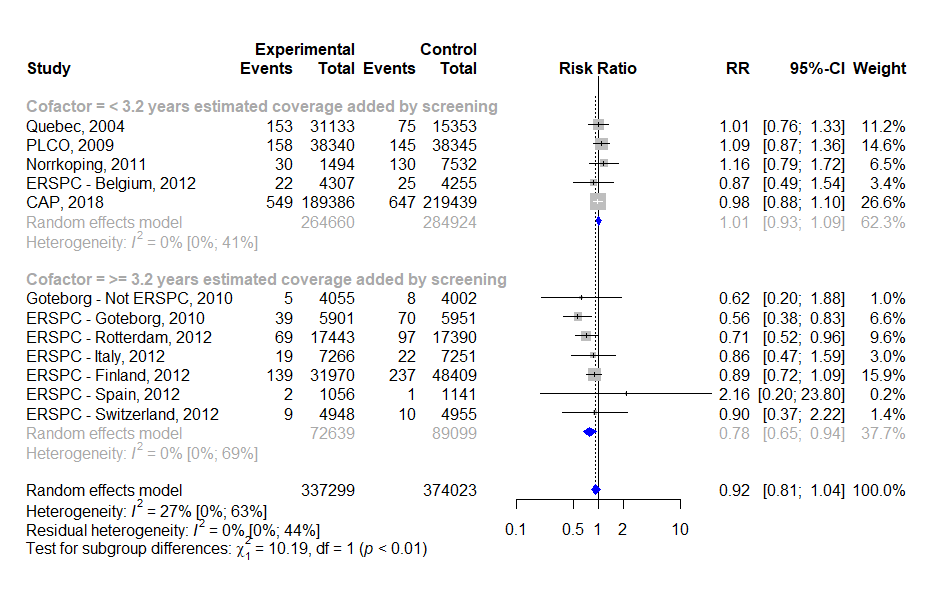 Experimental Control
Study Events Total Events Total Risk Ratio RR 95%-CI Weight
Cofactor = < 3.2 years estimated coverage added by screening
Quebec, 2004 153 31133 75 15353 1.01 [0.76; 1.33] 11.2%
PLCO, 2009 158 38340 145 38345 1.09 [0.87; 1.36] 14.6%
Norrkoping, 2011 30 1494 130 7532 1.16 [0.79; 1.72] 6.5%
ERSPC - Belgium, 2012 22 4307 25 4255 0.87 [0.49; 1.54] 3.4%
CAP, 2018 549 189386 647 219439 0.98 [0.88; 1.10] 26.6%
Random effects model 264660 284924 1.01 [0.93; 1.09] 62.3%
Heterogeneity: I² = 0% [0%; 41%]
Cofactor = >= 3.2 years estimated coverage added by screening
Goteborg - Not ERSPC, 2010 5 4055 8 4002 0.62 [0.20; 1.88] 1.0%
ERSPC - Goteborg, 2010 39 5901 70 5951 0.56 [0.38; 0.83] 6.6%
ERSPC - Rotterdam, 2012 69 17443 97 17390 0.71 [0.52; 0.96] 9.6%
ERSPC - Italy, 2012 19 7266 22 7251 0.86 [0.47; 1.59] 3.0%
ERSPC - Finland, 2012 139 31970 237 48409 0.89 [0.72; 1.09] 15.9%
ERSPC - Spain, 2012 2 1056 1 1141 2.16 [0.20; 23.80] 0.2%
ERSPC - Switzerland, 2012 9 4948 10 4955 0.90 [0.37; 2.22] 1.4%
Random effects model 72639 89099 0.78 [0.65; 0.94] 37.7%
Heterogeneity: I² = 0% [0%; 69%]
Random effects model 337299 374023 0.92 [0.81; 1.04] 100.0%
Heterogeneity: I² = 27% [0%; 63%]
Residual heterogeneity: I² = 0% [0%; 44%]
0.1 0.5 1 2 10
Test for subgroup differences: χ²₁ = 10.19, df = 1 (p < 0.01)